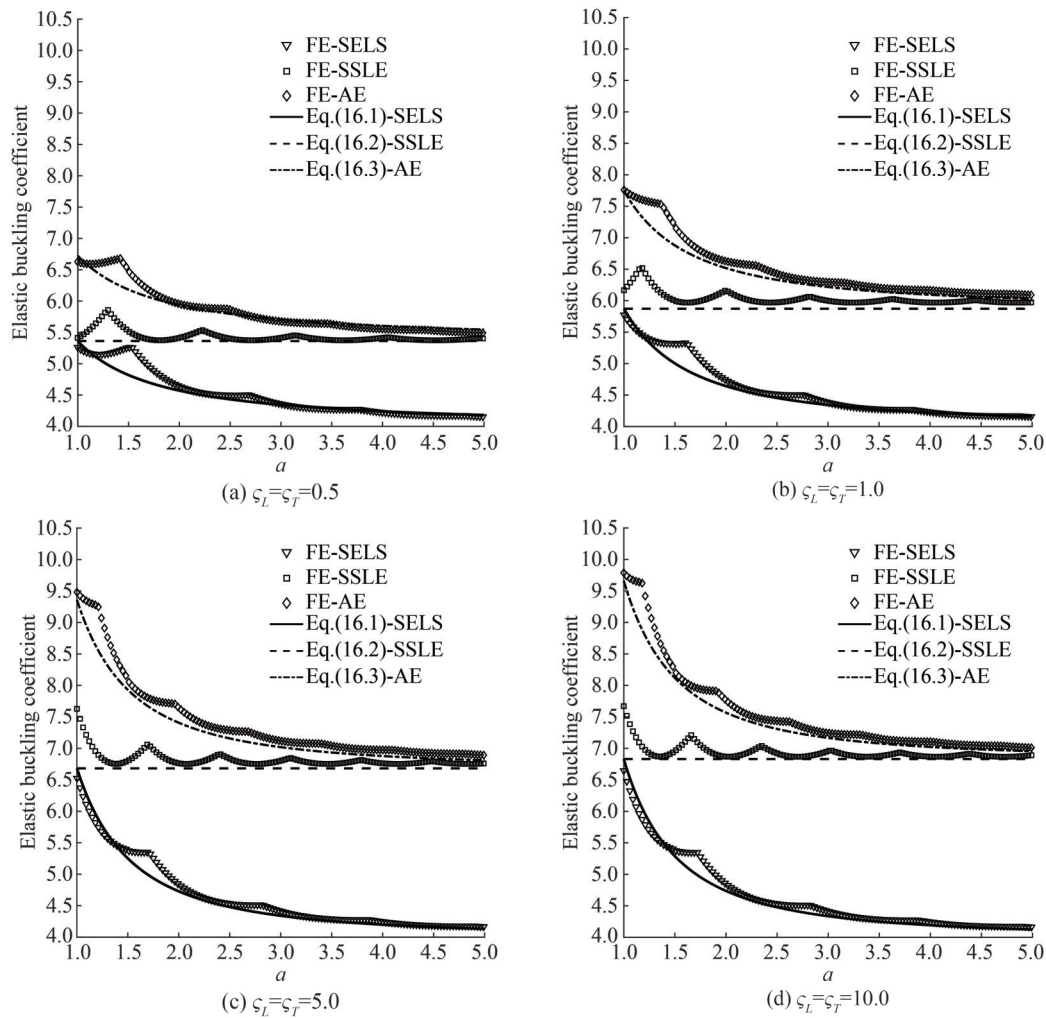 10.5
10.0
9.5
9.0
8.5
8.0
7.5
7.0
6.5
6.0
5.5
5.0
4.5
4.0
Elastic buckling coefficient
FE-SELS
FE-SSLE
FE-AE
Eq.(16.1)-SELS
Eq.(16.2)-SSLE
Eq.(16.3)-AE
1.0 1.5 2.0 2.5 3.0 3.5 4.0 4.5 5.0
a
(a) ς_L=ς_T=0.5
10.5
10.0
9.5
9.0
8.5
8.0
7.5
7.0
6.5
6.0
5.5
5.0
4.5
4.0
Elastic buckling coefficient
FE-SELS
FE-SSLE
FE-AE
Eq.(16.1)-SELS
Eq.(16.2)-SSLE
Eq.(16.3)-AE
1.0 1.5 2.0 2.5 3.0 3.5 4.0 4.5 5.0
a
(b) ς_L=ς_T=1.0
10.5
10.0
9.5
9.0
8.5
8.0
7.5
7.0
6.5
6.0
5.5
5.0
4.5
4.0
Elastic buckling coefficient
FE-SELS
FE-SSLE
FE-AE
Eq.(16.1)-SELS
Eq.(16.2)-SSLE
Eq.(16.3)-AE
1.0 1.5 2.0 2.5 3.0 3.5 4.0 4.5 5.0
a
(c) ς_L=ς_T=5.0
10.5
10.0
9.5
9.0
8.5
8.0
7.5
7.0
6.5
6.0
5.5
5.0
4.5
4.0
Elastic buckling coefficient
FE-SELS
FE-SSLE
FE-AE
Eq.(16.1)-SELS
Eq.(16.2)-SSLE
Eq.(16.3)-AE
1.0 1.5 2.0 2.5 3.0 3.5 4.0 4.5 5.0
a
(d) ς_L=ς_T=10.0